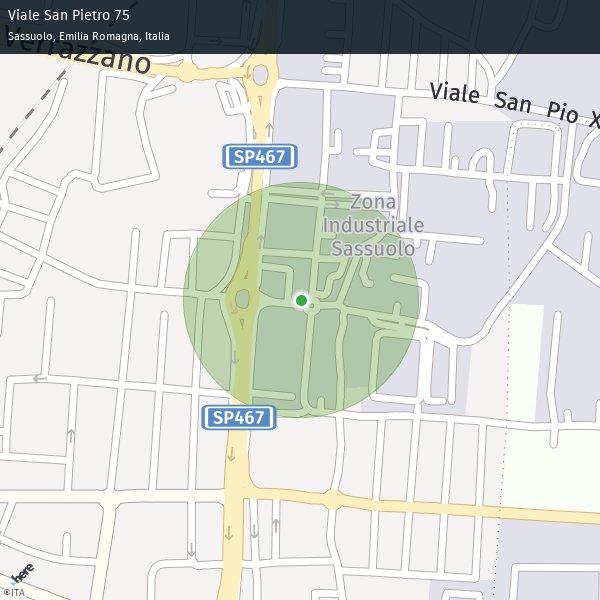 Viale San Pietro 75
Sassuolo, Emilia Romagna, Italia
Verrazzano
Viale San Pio X
SP467
Zona
Industriale
Sassuolo
SP467
here
©ITA